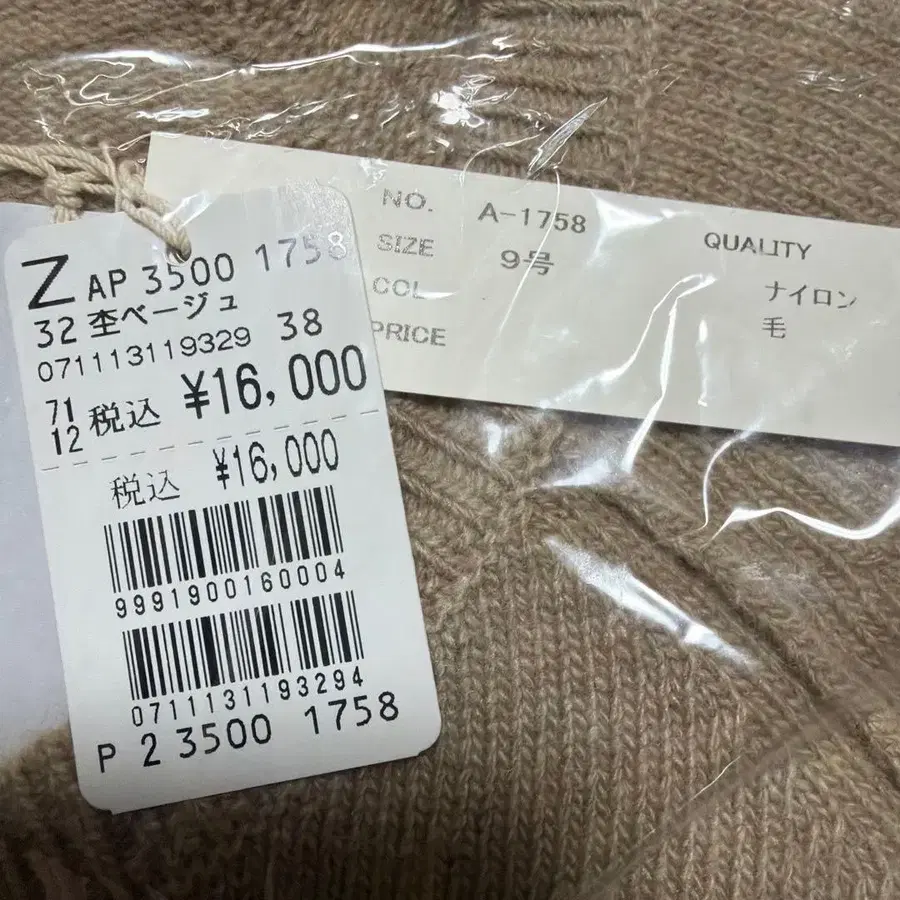 Z AP 3500 1758
32 杢ベージュ
071113119329 38
71
12 税込 ¥16,000
税込 ¥16,000
9991900160004
0711131193294
P 2 3500 1758
NO. A-1758
SIZE 9号
COL
PRICE
QUALITY
ナイロン
毛